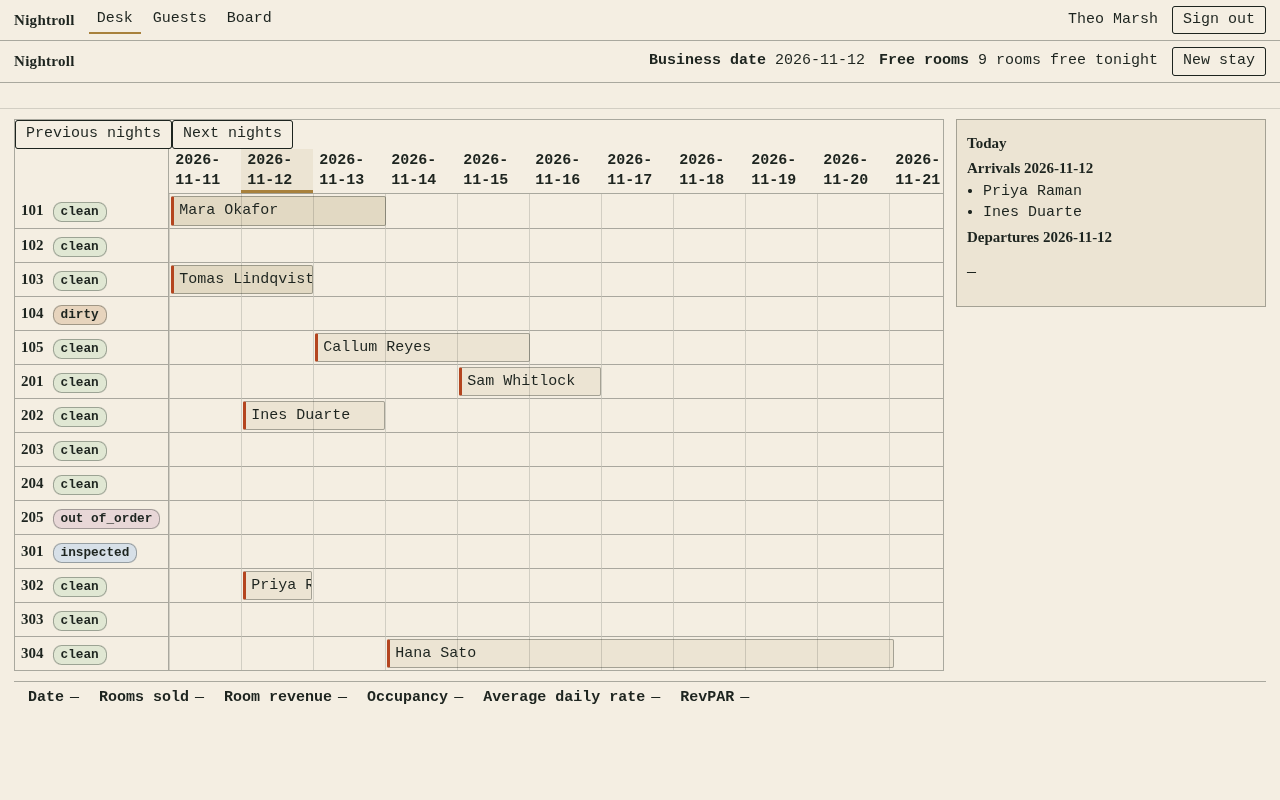 Nightroll Desk Guests Board Theo Marsh Sign out
Nightroll Business date 2026-11-12 Free rooms 9 rooms free tonight New stay
Previous nights Next nights
2026-11-11 2026-11-12 2026-11-13 2026-11-14 2026-11-15 2026-11-16 2026-11-17 2026-11-18 2026-11-19 2026-11-20 2026-11-21
101 clean Mara Okafor
102 clean
103 clean Tomas Lindqvist
104 dirty
105 clean Callum Reyes
201 clean Sam Whitlock
202 clean Ines Duarte
203 clean
204 clean
205 out of_order
301 inspected
302 clean Priya R
303 clean
304 clean Hana Sato
Today
Arrivals 2026-11-12
• Priya Raman
• Ines Duarte
Departures 2026-11-12
—
Date — Rooms sold — Room revenue — Occupancy — Average daily rate — RevPAR —